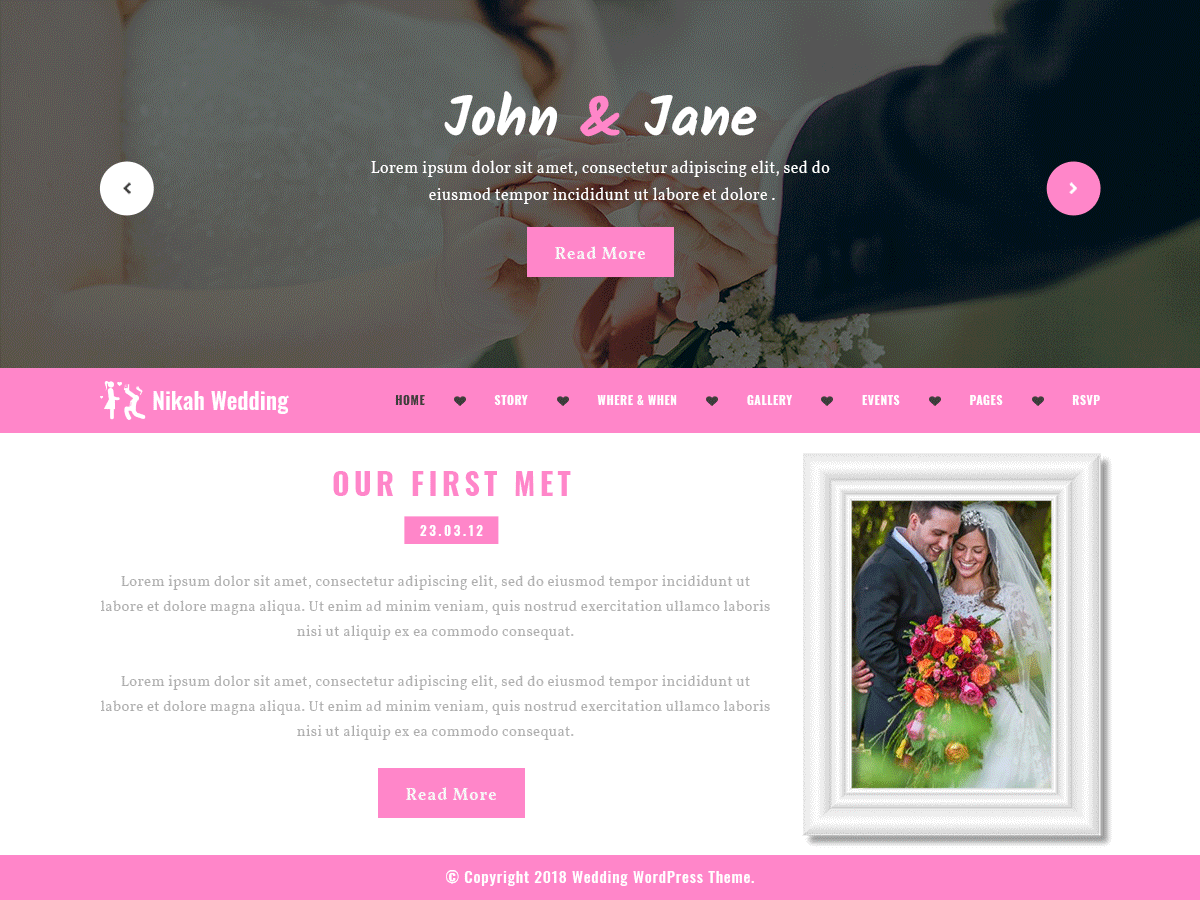 John & Jane
Lorem ipsum dolor sit amet, consectetur adipiscing elit, sed do
eiusmod tempor incididunt ut labore et dolore .
Read More
Nikah Wedding
HOME STORY WHERE & WHEN GALLERY EVENTS PAGES RSVP
OUR FIRST MET
23.03.12
Lorem ipsum dolor sit amet, consectetur adipiscing elit, sed do eiusmod tempor incididunt ut
labore et dolore magna aliqua. Ut enim ad minim veniam, quis nostrud exercitation ullamco laboris
nisi ut aliquip ex ea commodo consequat.
Lorem ipsum dolor sit amet, consectetur adipiscing elit, sed do eiusmod tempor incididunt ut
labore et dolore magna aliqua. Ut enim ad minim veniam, quis nostrud exercitation ullamco laboris
nisi ut aliquip ex ea commodo consequat.
Read More
© Copyright 2018 Wedding WordPress Theme.